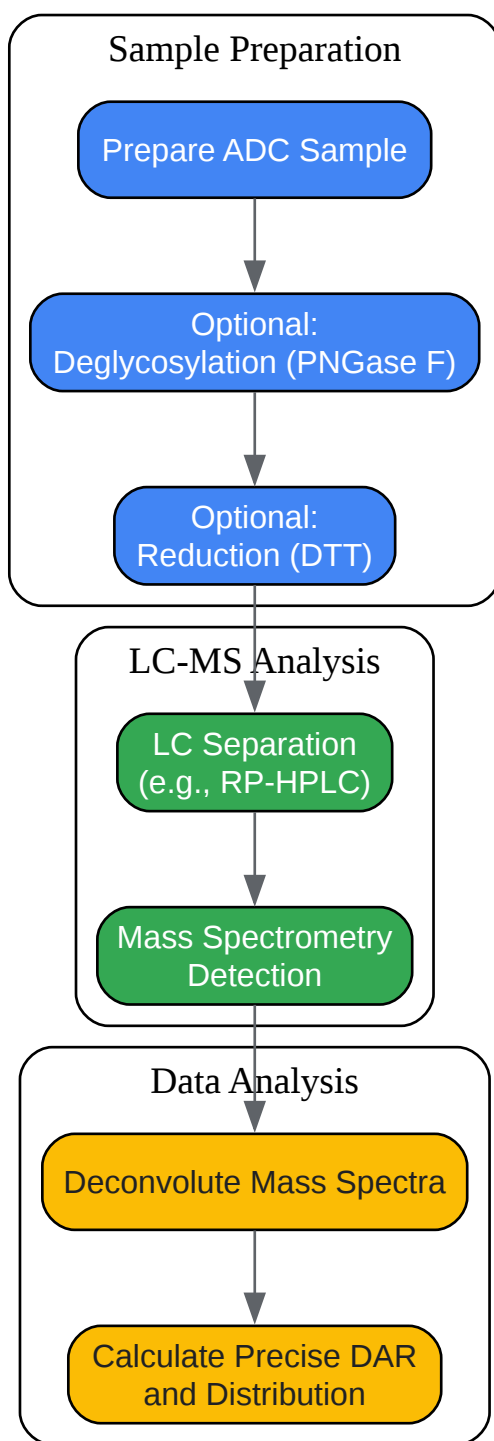 Sample Preparation
Prepare ADC Sample
Optional:
Deglycosylation (PNGase F)
Optional:
Reduction (DTT)
LC-MS Analysis
LC Separation
(e.g., RP-HPLC)
Mass Spectrometry
Detection
Data Analysis
Deconvolute Mass Spectra
Calculate Precise DAR
and Distribution